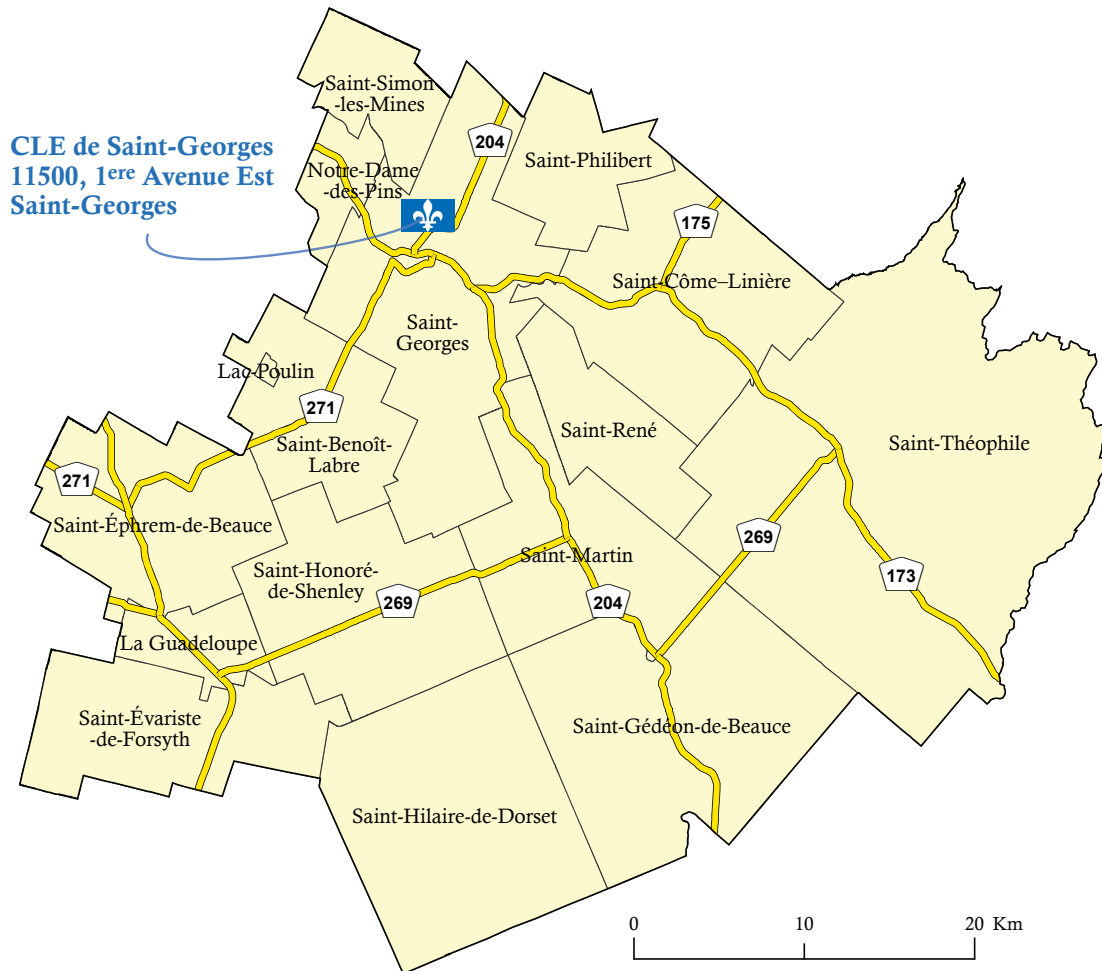 Saint-Simon
-les-Mines
CLE de Saint-Georges
11500, 1ere Avenue Est
Saint-Georges
204
Saint-Philibert
Notre-Dame
-des-Pins
175
Saint-Côme–Linière
Saint-
Georges
Lac-Poulin
271
Saint-Benoît-
Labre
Saint-René
Saint-Théophile
271
Saint-Éphrem-de-Beauce
269
Saint-Martin
Saint-Honoré-
de-Shenley
269
204
173
La Guadeloupe
Saint-Évariste
-de-Forsyth
Saint-Gédéon-de-Beauce
Saint-Hilaire-de-Dorset
0 10 20 Km